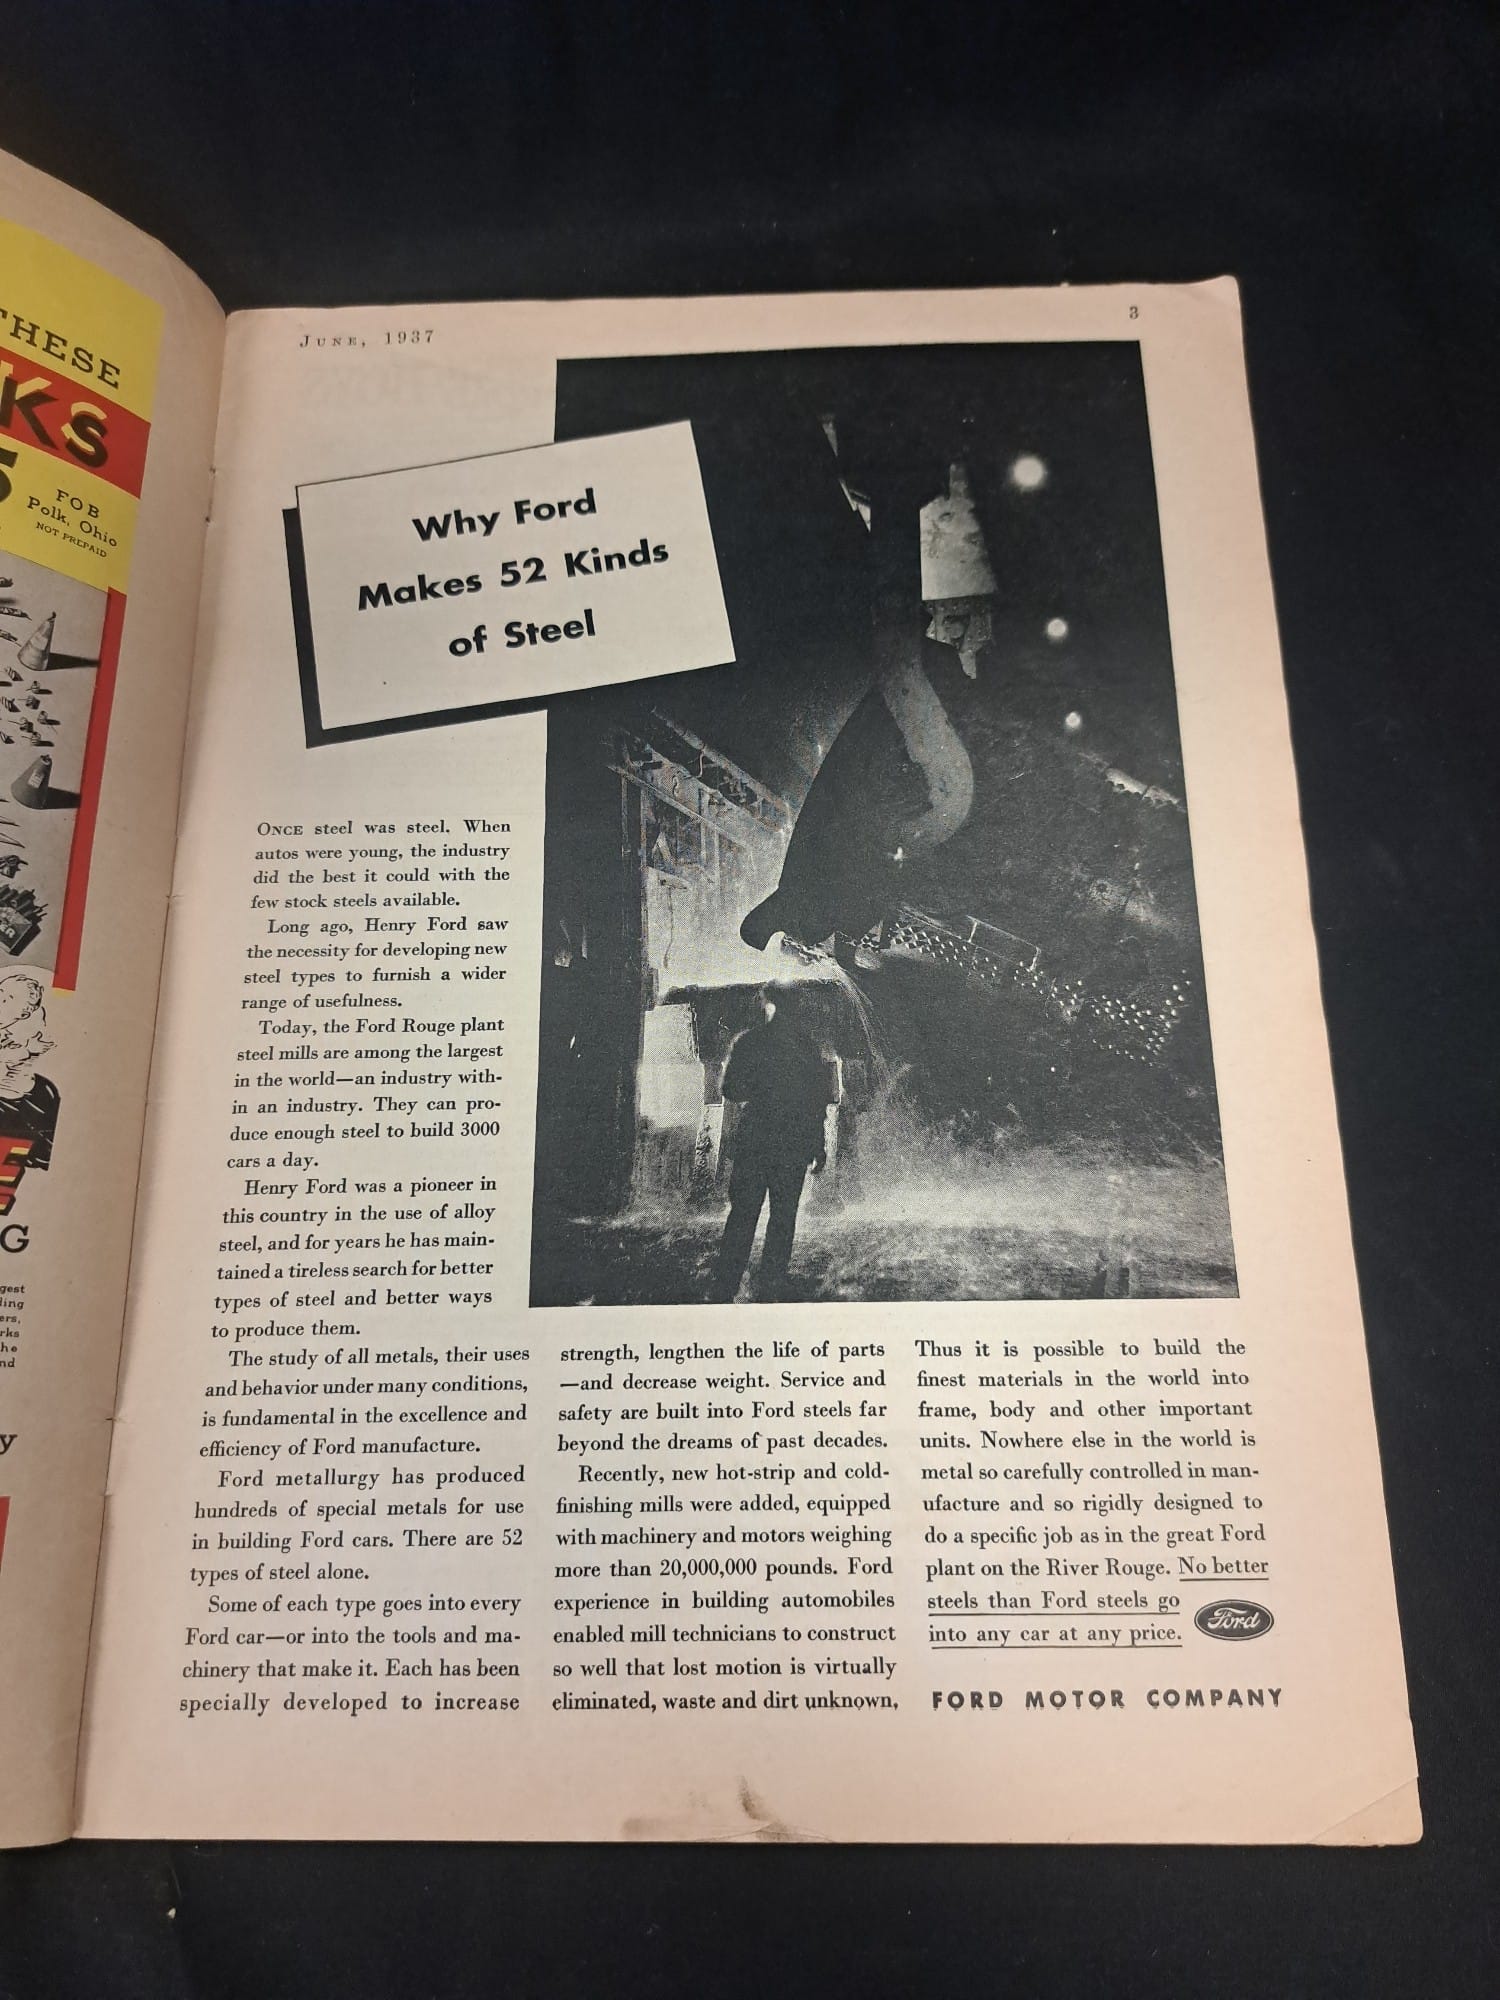 THESE
KS
5
FOB
Polk, Ohio
NOT PREPAID
G
gest
ling
ers,
rks
he
nd
y
JUNE, 1937
3
Why Ford
Makes 52 Kinds
of Steel
ONCE steel was steel. When
autos were young, the industry
did the best it could with the
few stock steels available.
Long ago, Henry Ford saw
the necessity for developing new
steel types to furnish a wider
range of usefulness.
Today, the Ford Rouge plant
steel mills are among the largest
in the world—an industry with-
in an industry. They can pro-
duce enough steel to build 3000
cars a day.
Henry Ford was a pioneer in
this country in the use of alloy
steel, and for years he has main-
tained a tireless search for better
types of steel and better ways
to produce them.
The study of all metals, their uses
and behavior under many conditions,
is fundamental in the excellence and
efficiency of Ford manufacture.
Ford metallurgy has produced
hundreds of special metals for use
in building Ford cars. There are 52
types of steel alone.
Some of each type goes into every
Ford car—or into the tools and ma-
chinery that make it. Each has been
specially developed to increase
strength, lengthen the life of parts
—and decrease weight. Service and
safety are built into Ford steels far
beyond the dreams of past decades.
Recently, new hot-strip and cold-
finishing mills were added, equipped
with machinery and motors weighing
more than 20,000,000 pounds. Ford
experience in building automobiles
enabled mill technicians to construct
so well that lost motion is virtually
eliminated, waste and dirt unknown,
Thus it is possible to build the
finest materials in the world into
frame, body and other important
units. Nowhere else in the world is
metal so carefully controlled in man-
ufacture and so rigidly designed to
do a specific job as in the great Ford
plant on the River Rouge. No better
steels than Ford steels go
into any car at any price.
Ford
FORD MOTOR COMPANY